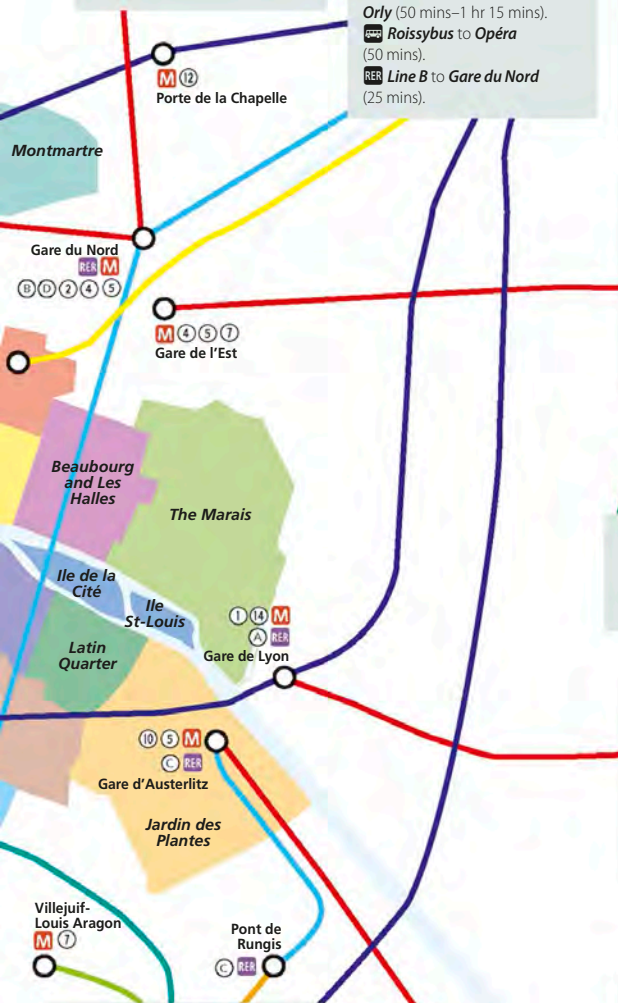 Orly (50 mins–1 hr 15 mins).
Roissybus to Opéra
(50 mins).
RER Line B to Gare du Nord
(25 mins).
M 12
Porte de la Chapelle
Montmartre
Gare du Nord
RER M
B D 2 4 5
M 4 5 7
Gare de l'Est
Beaubourg
and Les
Halles
The Marais
Ile de la
Cité
Ile
St-Louis
Latin
Quarter
1 14 M
A RER
Gare de Lyon
10 5 M
C RER
Gare d'Austerlitz
Jardin des
Plantes
Villejuif-
Louis Aragon
M 7
Pont de
Rungis
C RER